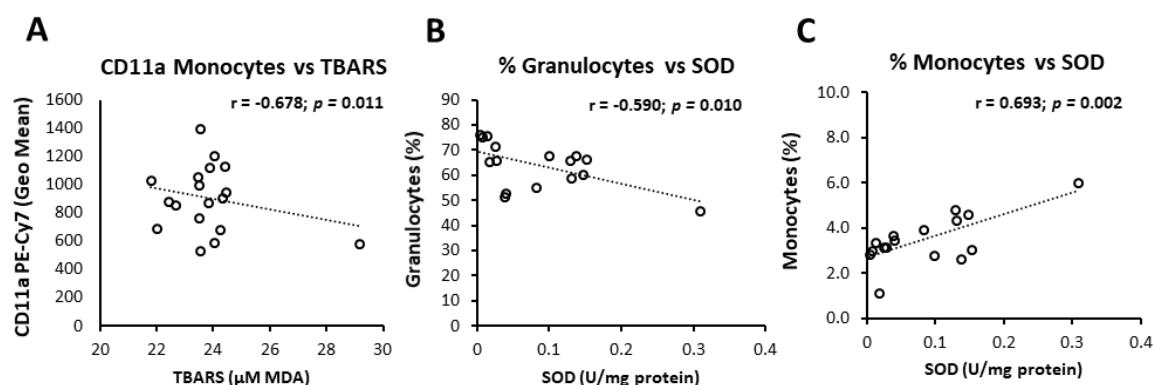 A
CD11a Monocytes vs TBARS
r = -0.678; p = 0.011
CD11a PE-Cy7 (Geo Mean)
1600
1400
1200
1000
800
600
400
200
0
20 22 24 26 28 30
TBARS (µM MDA)
B
% Granulocytes vs SOD
r = -0.590; p = 0.010
Granulocytes (%)
90
80
70
60
50
40
30
20
10
0
0 0.1 0.2 0.3 0.4
SOD (U/mg protein)
C
% Monocytes vs SOD
r = 0.693; p = 0.002
Monocytes (%)
10.0
8.0
6.0
4.0
2.0
0.0
0 0.1 0.2 0.3 0.4
SOD (U/mg protein)